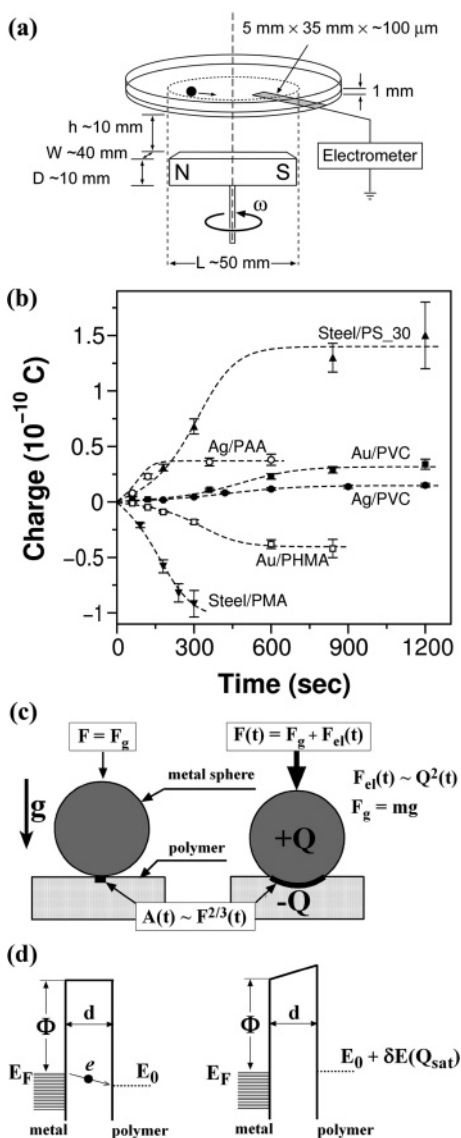 (a)
5 mm × 35 mm × ~100 μm
1 mm
h ~10 mm
W ~40 mm
D ~10 mm
N S
Electrometer
ω
L ~50 mm
(b)
Charge (10⁻¹⁰ C)
1.5
1
0.5
0
−0.5
−1
Steel/PS_30
Ag/PAA
Au/PVC
Ag/PVC
Au/PHMA
Steel/PMA
0 300 600 900 1200
Time (sec)
(c)
F = Fg
F(t) = Fg + Fel(t)
metal sphere
Fel(t) ~ Q²(t)
Fg = mg
g
+Q
polymer
-Q
A(t) ~ F²ᐟ³(t)
(d)
Φ
d
EF
e
E0
metal polymer
Φ
d
EF
E0 + δE(Qsat)
metal polymer